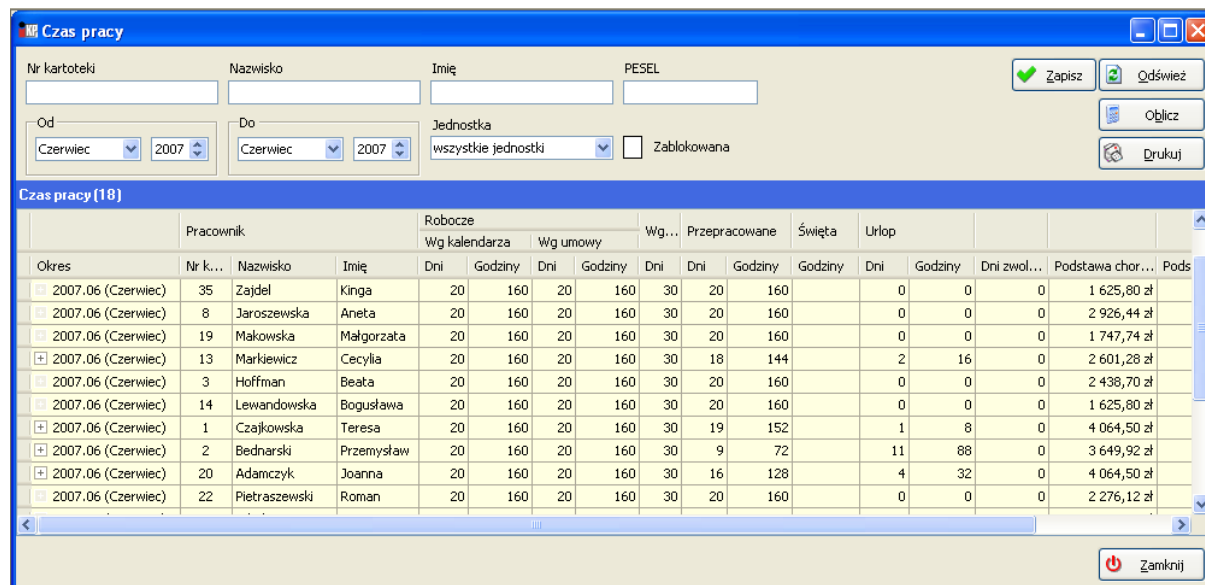 Czas pracy
Nr kartoteki Nazwisko Imię PESEL Zapisz Odśwież
Oblicz
Od Do Jednostka
Czerwiec 2007 Czerwiec 2007 wszystkie jednostki Zablokowana Drukuj
Czas pracy (18)
Pracownik Robocze Wg... Przepracowane Święta Urlop
Wg kalendarza Wg umowy
Okres Nr k... Nazwisko Imię Dni Godziny Dni Godziny Dni Dni Godziny Godziny Dni Godziny Dni zwol... Podstawa chor... Pods
2007.06 (Czerwiec) 35 Zajdel Kinga 20 160 20 160 30 20 160 0 0 0 1 625,80 zł
2007.06 (Czerwiec) 8 Jaroszewska Aneta 20 160 20 160 30 20 160 0 0 0 2 926,44 zł
2007.06 (Czerwiec) 19 Makowska Małgorzata 20 160 20 160 30 20 160 0 0 0 1 747,74 zł
2007.06 (Czerwiec) 13 Markiewicz Cecylia 20 160 20 160 30 18 144 2 16 0 2 601,28 zł
2007.06 (Czerwiec) 3 Hoffman Beata 20 160 20 160 30 20 160 0 0 0 2 438,70 zł
2007.06 (Czerwiec) 14 Lewandowska Bogusława 20 160 20 160 30 20 160 0 0 0 1 625,80 zł
2007.06 (Czerwiec) 1 Czajkowska Teresa 20 160 20 160 30 19 152 1 8 0 4 064,50 zł
2007.06 (Czerwiec) 2 Bednarski Przemysław 20 160 20 160 30 9 72 11 88 0 3 649,92 zł
2007.06 (Czerwiec) 20 Adamczyk Joanna 20 160 20 160 30 16 128 4 32 0 4 064,50 zł
2007.06 (Czerwiec) 22 Pietraszewski Roman 20 160 20 160 30 20 160 0 0 0 2 276,12 zł
Zamknij